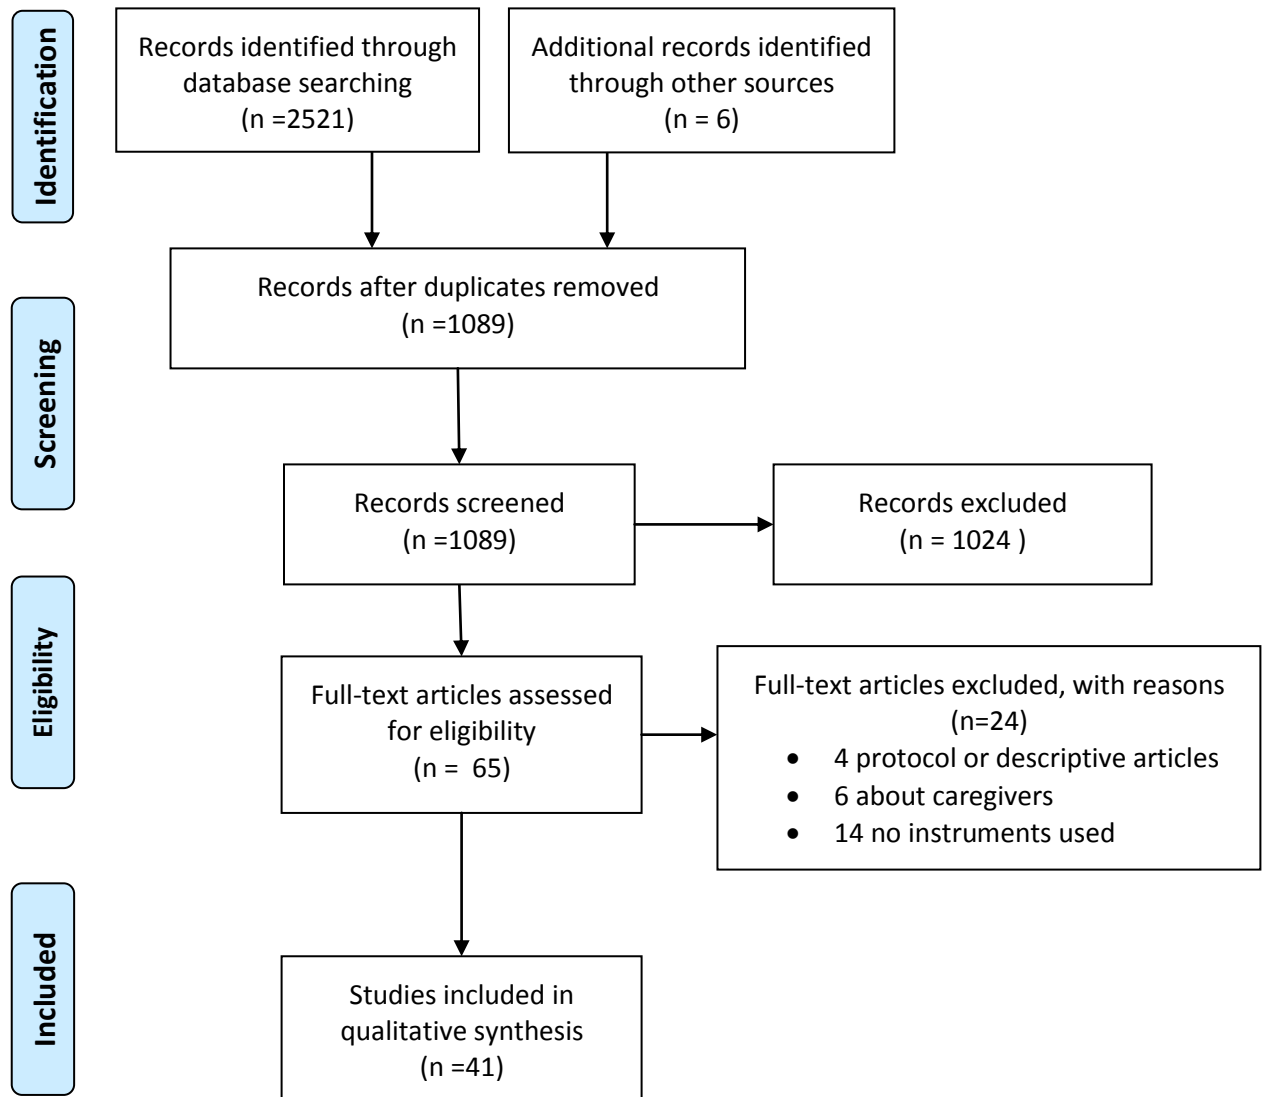 Identification
Records identified through
database searching
(n =2521)
Additional records identified
through other sources
(n = 6)
Screening
Records after duplicates removed
(n =1089)
Records screened
(n =1089)
Records excluded
(n = 1024 )
Eligibility
Full-text articles assessed
for eligibility
(n =  65)
Full-text articles excluded, with reasons
(n=24)
• 4 protocol or descriptive articles
• 6 about caregivers
• 14 no instruments used
Included
Studies included in
qualitative synthesis
(n =41)